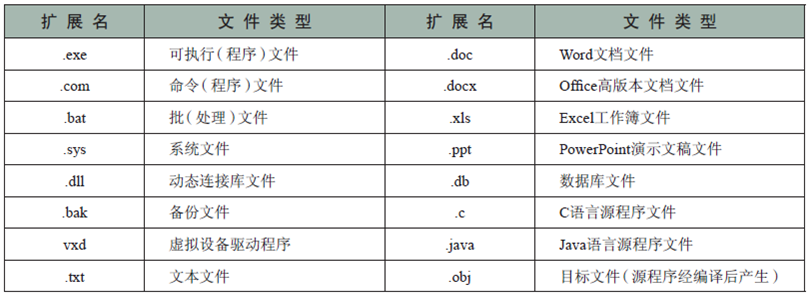 扩展名 文件类型 扩展名 文件类型
.exe 可执行(程序)文件 .doc Word文档文件
.com 命令(程序)文件 .docx Office高版本文档文件
.bat 批(处理)文件 .xls Excel工作簿文件
.sys 系统文件 .ppt PowerPoint演示文稿文件
.dll 动态连接库文件 .db 数据库文件
.bak 备份文件 .c C语言源程序文件
vxd 虚拟设备驱动程序 .java Java语言源程序文件
.txt 文本文件 .obj 目标文件(源程序经编译后产生)